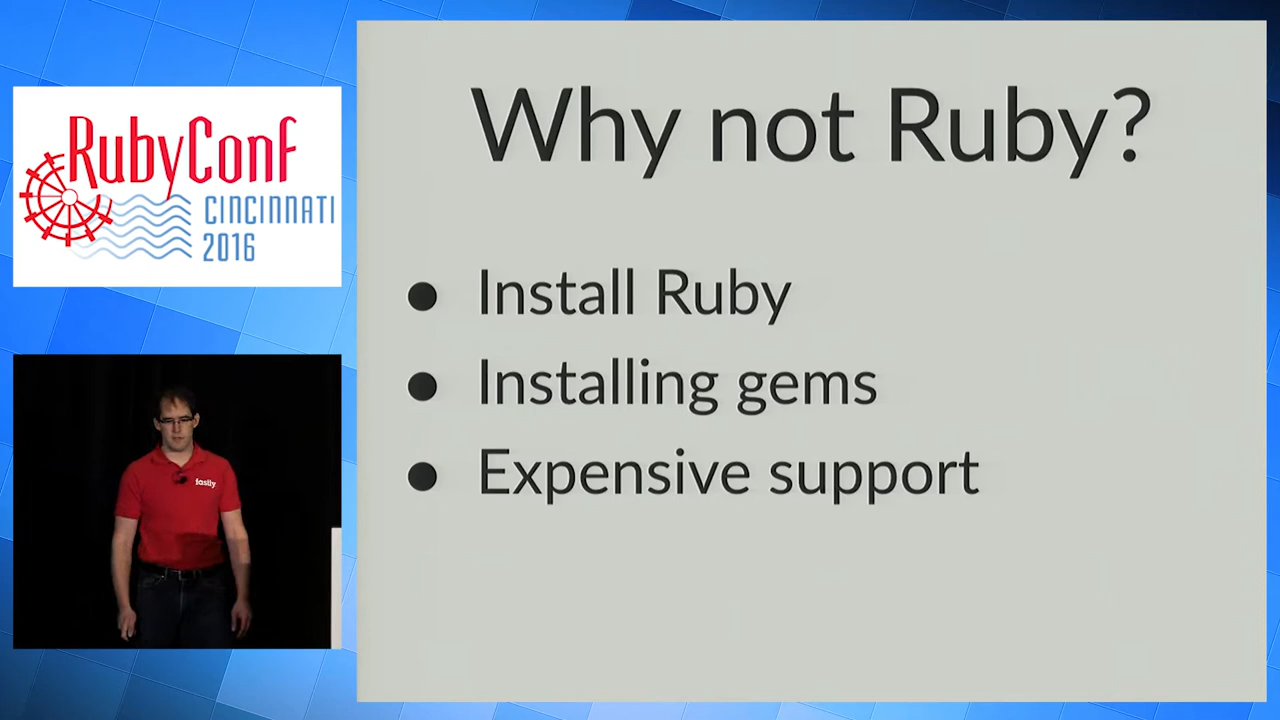 RubyConf
CINCINNATI
2016
fastly
Why not Ruby?
● Install Ruby
● Installing gems
● Expensive support